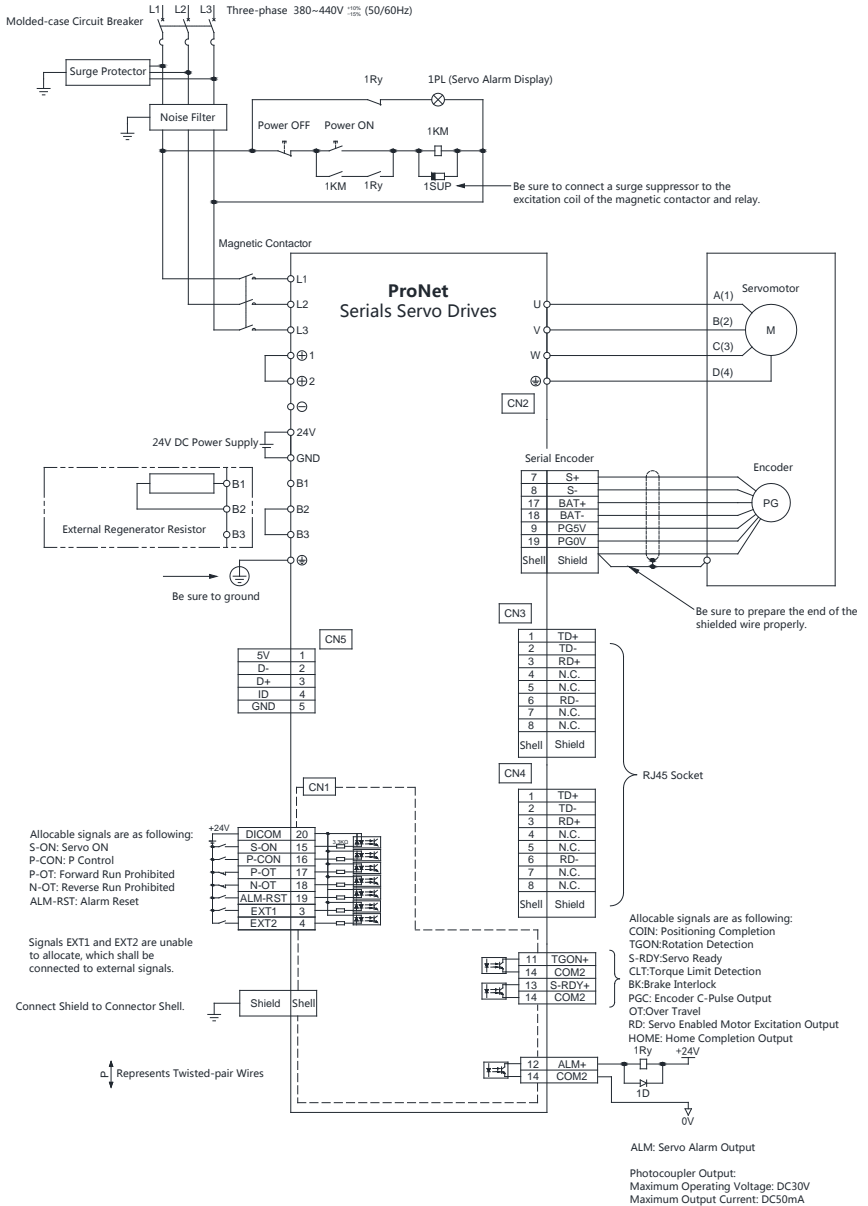 L1 L2 L3 Three-phase 380~440V +10% -15% (50/60Hz)
Molded-case Circuit Breaker
Surge Protector
1Ry 1PL (Servo Alarm Display)
Noise Filter
Power OFF Power ON
1KM
1KM 1Ry 1SUP
Be sure to connect a surge suppressor to the
excitation coil of the magnetic contactor and relay.
Magnetic Contactor
ProNet
Serials Servo Drives
L1
L2
L3
⊕1
⊕2
⊖
24V
24V DC Power Supply
GND
B1
B2
B3
B1
B2
B3
External Regenerator Resistor
Be sure to ground
U
V
W
A(1)
B(2)
C(3)
D(4)
Servomotor
M
CN2
Serial Encoder
7 S+
8 S-
17 BAT+
18 BAT-
9 PG5V
19 PG0V
Shell Shield
Encoder
PG
Be sure to prepare the end of the
shielded wire properly.
CN5
5V 1
D- 2
D+ 3
ID 4
GND 5
CN3
1 TD+
2 TD-
3 RD+
4 N.C.
5 N.C.
6 RD-
7 N.C.
8 N.C.
Shell Shield
RJ45 Socket
CN4
1 TD+
2 TD-
3 RD+
4 N.C.
5 N.C.
6 RD-
7 N.C.
8 N.C.
Shell Shield
CN1
+24V
DICOM 20
S-ON 15
P-CON 16
P-OT 17
N-OT 18
ALM-RST 19
EXT1 3
EXT2 4
3.3KΩ
Allocable signals are as following:
S-ON: Servo ON
P-CON: P Control
P-OT: Forward Run Prohibited
N-OT: Reverse Run Prohibited
ALM-RST: Alarm Reset
Signals EXT1 and EXT2 are unable
to allocate, which shall be
connected to external signals.
Connect Shield to Connector Shell.
Shield Shell
P Represents Twisted-pair Wires
11 TGON+
14 COM2
13 S-RDY+
14 COM2
Allocable signals are as following:
COIN: Positioning Completion
TGON:Rotation Detection
S-RDY:Servo Ready
CLT:Torque Limit Detection
BK:Brake Interlock
PGC: Encoder C-Pulse Output
OT:Over Travel
RD: Servo Enabled Motor Excitation Output
HOME: Home Completion Output
12 ALM+
14 COM2
1Ry +24V
1D
0V
ALM: Servo Alarm Output
Photocoupler Output:
Maximum Operating Voltage: DC30V
Maximum Output Current: DC50mA